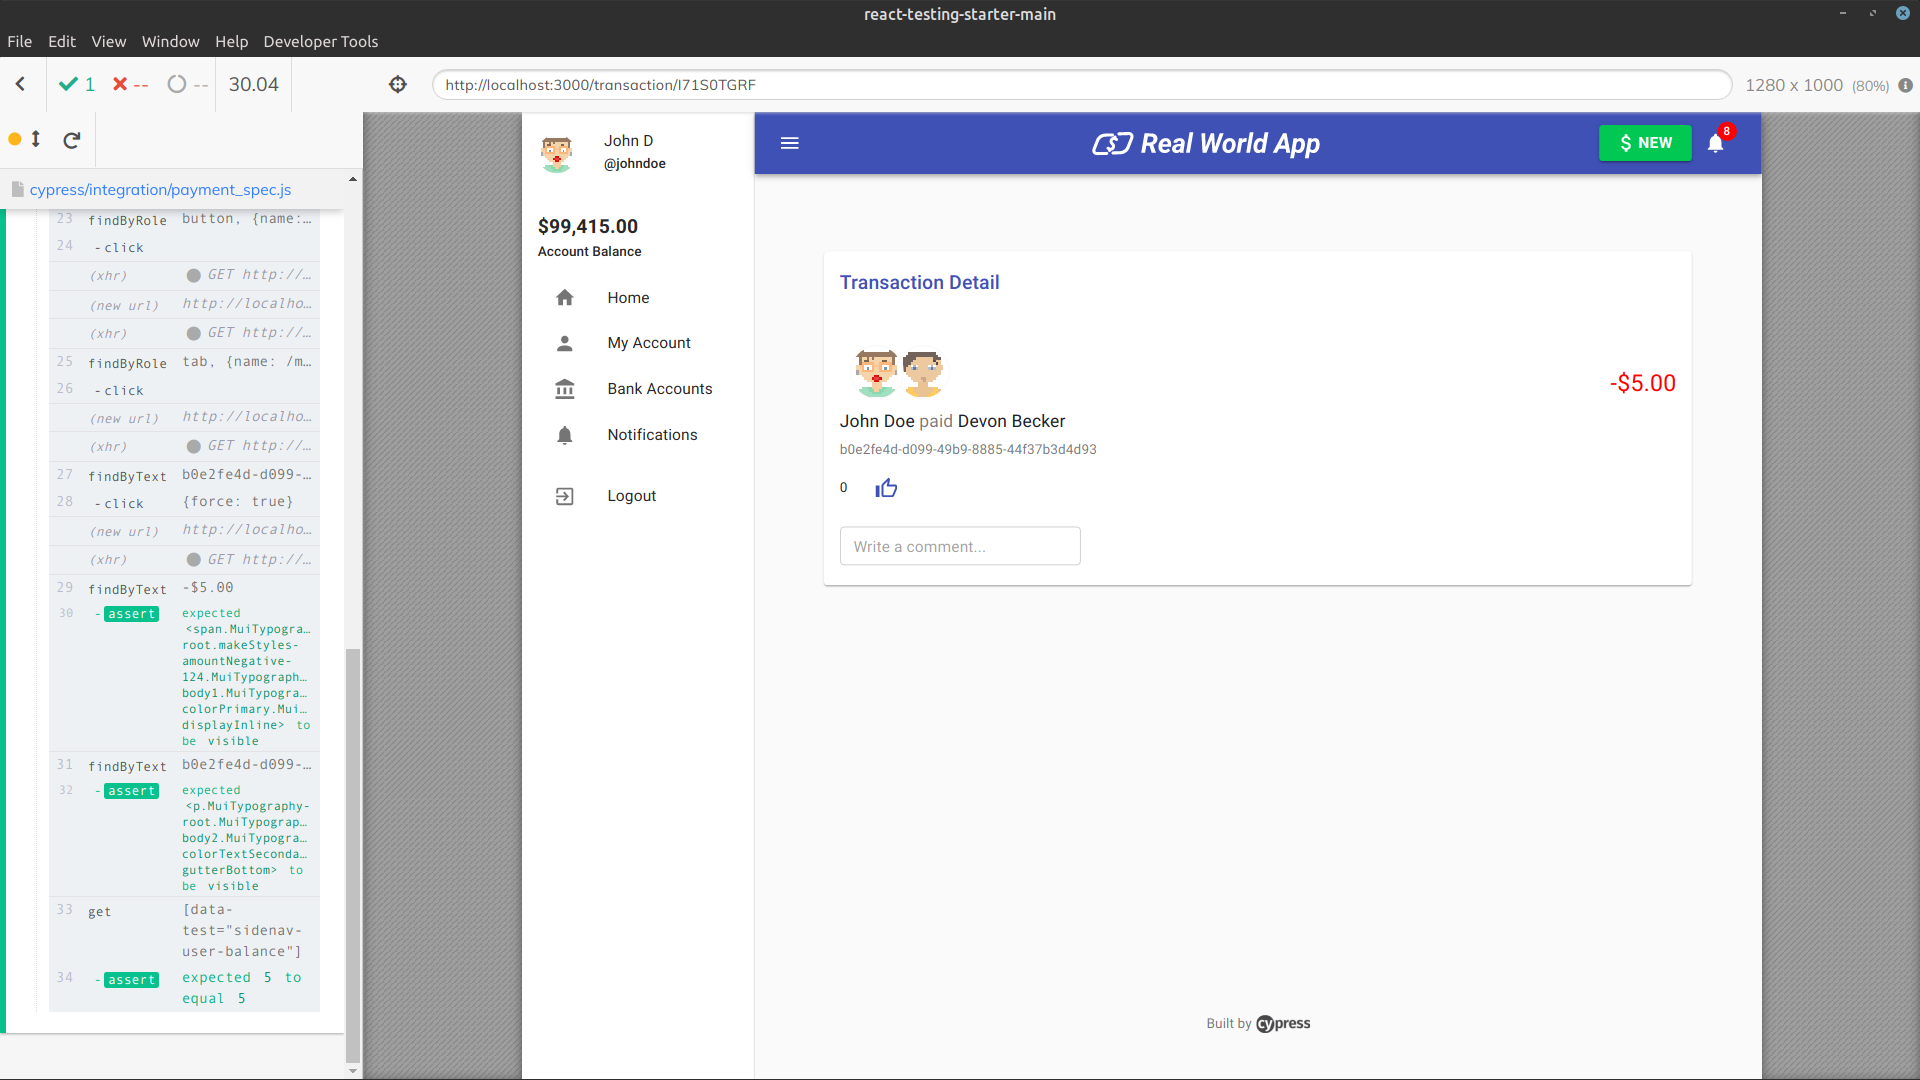 react-testing-starter-main
File Edit View Window Help Developer Tools
1 -- -- 30.04
http://localhost:3000/transaction/I71S0TGRF
1280 x 1000 (80%)
cypress/integration/payment_spec.js
23 findByRole button, {name:…
24 -click
(xhr) GET http://…
(new url) http://localho…
(xhr) GET http://…
25 findByRole tab, {name: /m…
26 -click
(new url) http://localho…
(xhr) GET http://…
27 findByText b0e2fe4d-d099-…
28 -click {force: true}
(new url) http://localho…
(xhr) GET http://…
29 findByText -$5.00
30 -assert expected
<span.MuiTypogra…
root.makeStyles-
amountNegative-
124.MuiTypograph…
body1.MuiTypogra…
colorPrimary.Mui…
displayInline> to
be visible
31 findByText b0e2fe4d-d099-…
32 -assert expected
<p.MuiTypography-
root.MuiTypograp…
body2.MuiTypogra…
colorTextSeconda…
gutterBottom> to
be visible
33 get [data-
test="sidenav-
user-balance"]
34 -assert expected 5 to
equal 5
John D
@johndoe
$99,415.00
Account Balance
Home
My Account
Bank Accounts
Notifications
Logout
$ Real World App
$ NEW
8
Transaction Detail
-$5.00
John Doe paid Devon Becker
b0e2fe4d-d099-49b9-8885-44f37b3d4d93
0
Write a comment...
Built by cypress